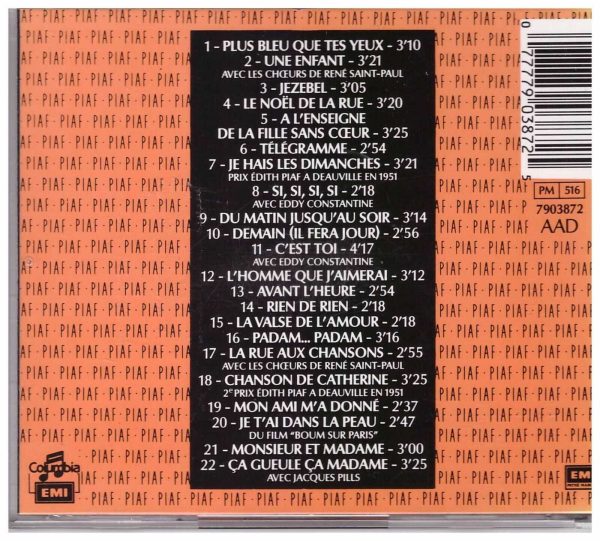 1 - PLUS BLEU QUE TES YEUX - 3'10
2 - UNE ENFANT - 3'21
AVEC LES CHŒURS DE RENÉ SAINT-PAUL
3 - JEZEBEL - 3'05
4 - LE NOËL DE LA RUE - 3'20
5 - A L'ENSEIGNE
DE LA FILLE SANS CŒUR - 3'25
6 - TÉLÉGRAMME - 2'54
7 - JE HAIS LES DIMANCHES - 3'21
PRIX ÉDITH PIAF A DEAUVILLE EN 1951
8 - SI, SI, SI, SI - 2'18
AVEC EDDY CONSTANTINE
9 - DU MATIN JUSQU'AU SOIR - 3'14
10 - DEMAIN (IL FERA JOUR) - 2'56
11 - C'EST TOI - 4'17
AVEC EDDY CONSTANTINE
12 - L'HOMME QUE J'AIMERAI - 3'12
13 - AVANT L'HEURE - 2'54
14 - RIEN DE RIEN - 2'18
15 - LA VALSE DE L'AMOUR - 2'18
16 - PADAM... PADAM - 3'16
17 - LA RUE AUX CHANSONS - 2'55
AVEC LES CHŒURS DE RENÉ SAINT-PAUL
18 - CHANSON DE CATHERINE - 3'25
2e PRIX ÉDITH PIAF A DEAUVILLE EN 1951
19 - MON AMI M'A DONNÉ - 2'37
20 - JE T'AI DANS LA PEAU - 2'47
DU FILM "BOUM SUR PARIS"
21 - MONSIEUR ET MADAME - 3'00
22 - ÇA GUEULE ÇA MADAME - 3'25
AVEC JACQUES PILLS
0 77779 03872 5
PM 516
7903872
AAD
Columbia
EMI
EM